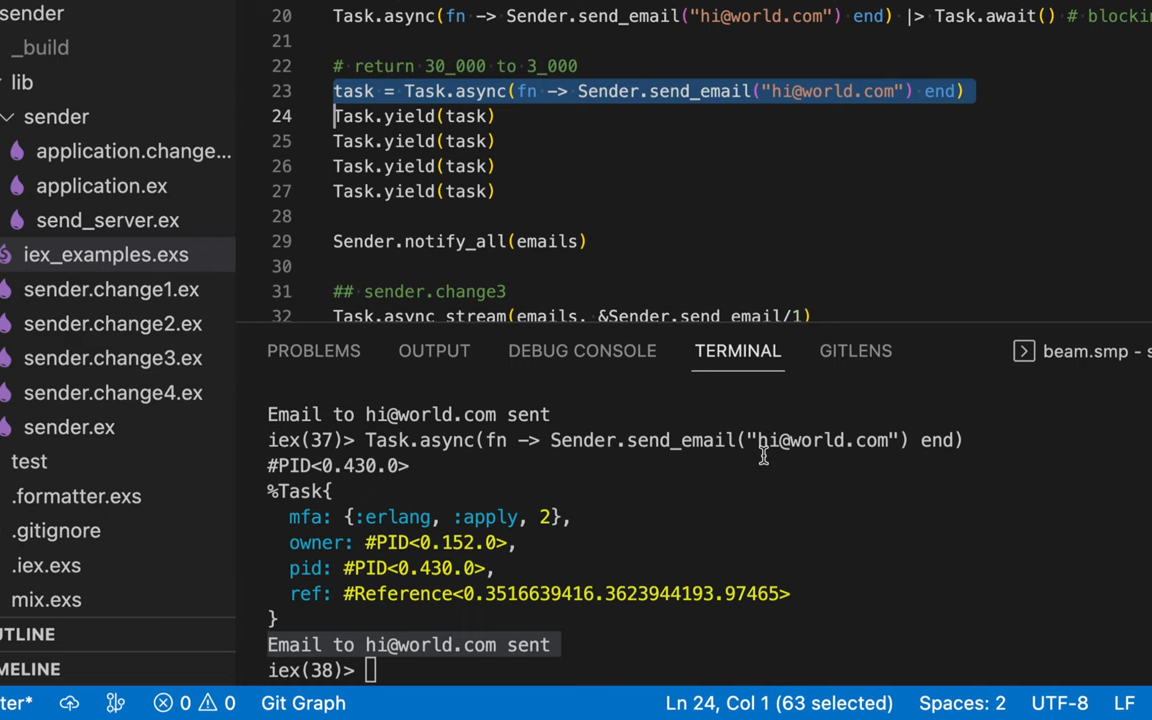 sender
_build
lib
sender
application.change...
application.ex
send_server.ex
iex_examples.exs
sender.change1.ex
sender.change2.ex
sender.change3.ex
sender.change4.ex
sender.ex
test
.formatter.exs
.gitignore
.iex.exs
mix.exs
UTLINE
MELINE
20 Task.async(fn -> Sender.send_email("hi@world.com") end) |> Task.await() # blockin
21
22 # return 30_000 to 3_000
23 task = Task.async(fn -> Sender.send_email("hi@world.com") end)
24 Task.yield(task)
25 Task.yield(task)
26 Task.yield(task)
27 Task.yield(task)
28
29 Sender.notify_all(emails)
30
31 ## sender.change3
32 Task.async_stream(emails, &Sender.send_email/1)
PROBLEMS OUTPUT DEBUG CONSOLE TERMINAL GITLENS beam.smp - s
Email to hi@world.com sent
iex(37)> Task.async(fn -> Sender.send_email("hi@world.com") end)
#PID<0.430.0>
%Task{
mfa: {:erlang, :apply, 2},
owner: #PID<0.152.0>,
pid: #PID<0.430.0>,
ref: #Reference<0.3516639416.3623944193.97465>
}
Email to hi@world.com sent
iex(38)>
ter* 0 0 Git Graph Ln 24, Col 1 (63 selected) Spaces: 2 UTF-8 LF